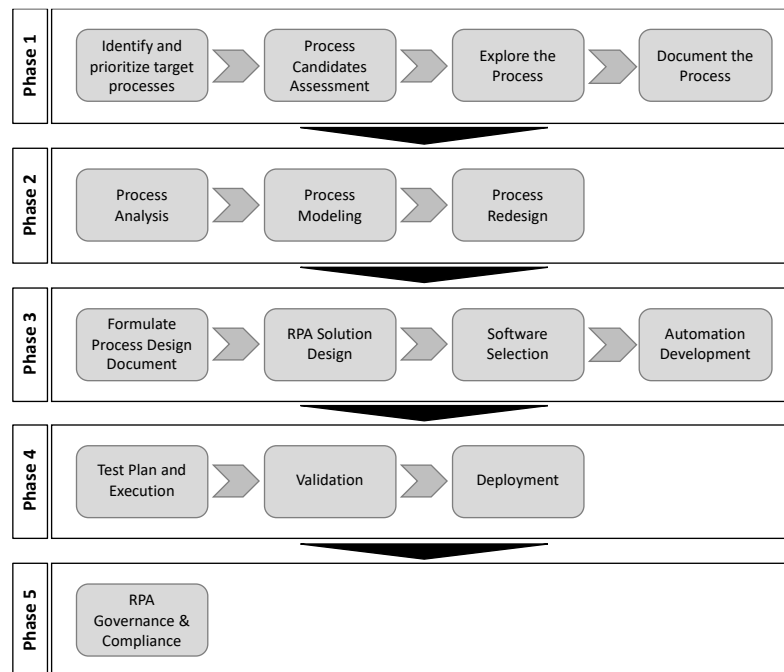 Phase 1
Identify and
prioritize target
processes
Process
Candidates
Assessment
Explore the
Process
Document the
Process
Phase 2
Process
Analysis
Process
Modeling
Process
Redesign
Phase 3
Formulate
Process Design
Document
RPA Solution
Design
Software
Selection
Automation
Development
Phase 4
Test Plan and
Execution
Validation
Deployment
Phase 5
RPA
Governance &
Compliance